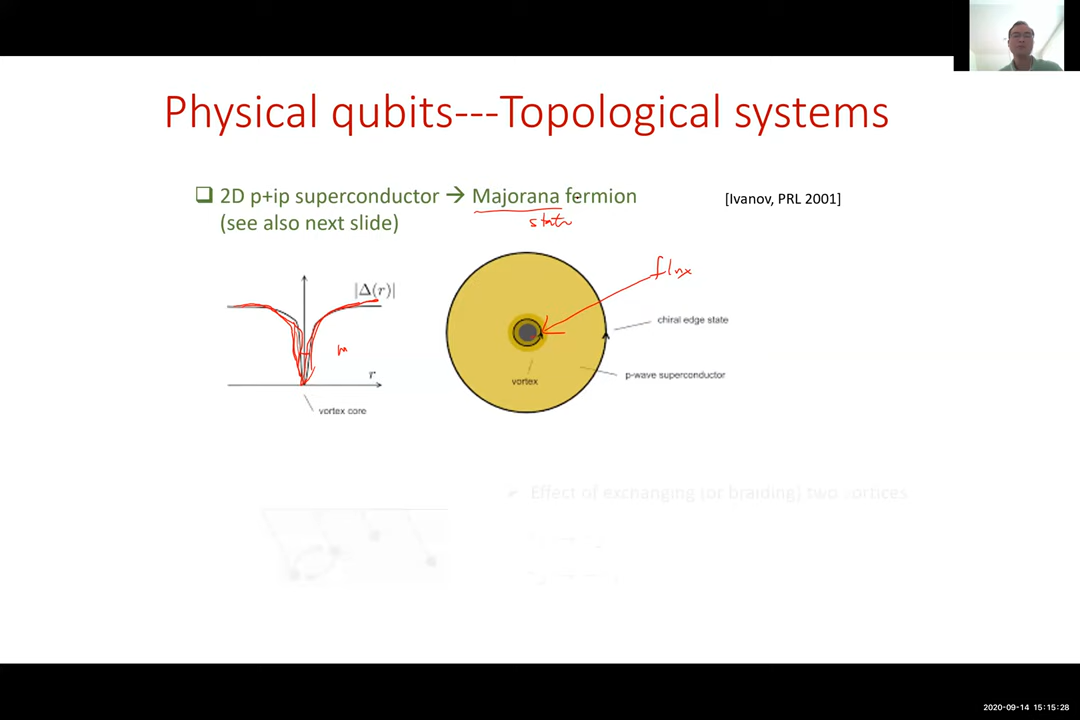 Physical qubits---Topological systems
❑ 2D p+ip superconductor → Majorana fermion
[Ivanov, PRL 2001]
(see also next slide)
state
flux
|Δ(r)|
chiral edge state
m
r
p-wave superconductor
vortex
vortex core
➢ Effect of exchanging (or braiding) two vortices
2020-09-14 15:15:28